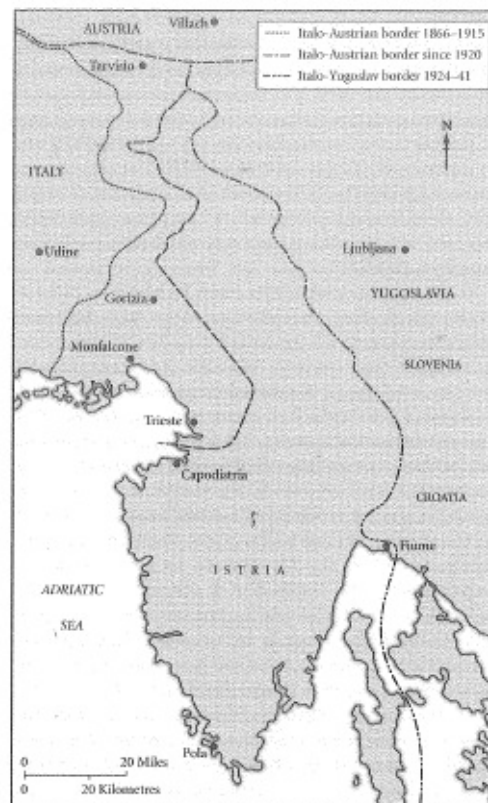 AUSTRIA
Villach
Tarvisio
Italo-Austrian border 1866–1915
Italo-Austrian border since 1920
Italo-Yugoslav border 1924–41
N
ITALY
Udine
Ljubljana
YUGOSLAVIA
Gorizia
Monfalcone
SLOVENIA
Trieste
Capodistria
CROATIA
Fiume
ISTRIA
ADRIATIC
SEA
Pola
0 20 Miles
0 20 Kilometres